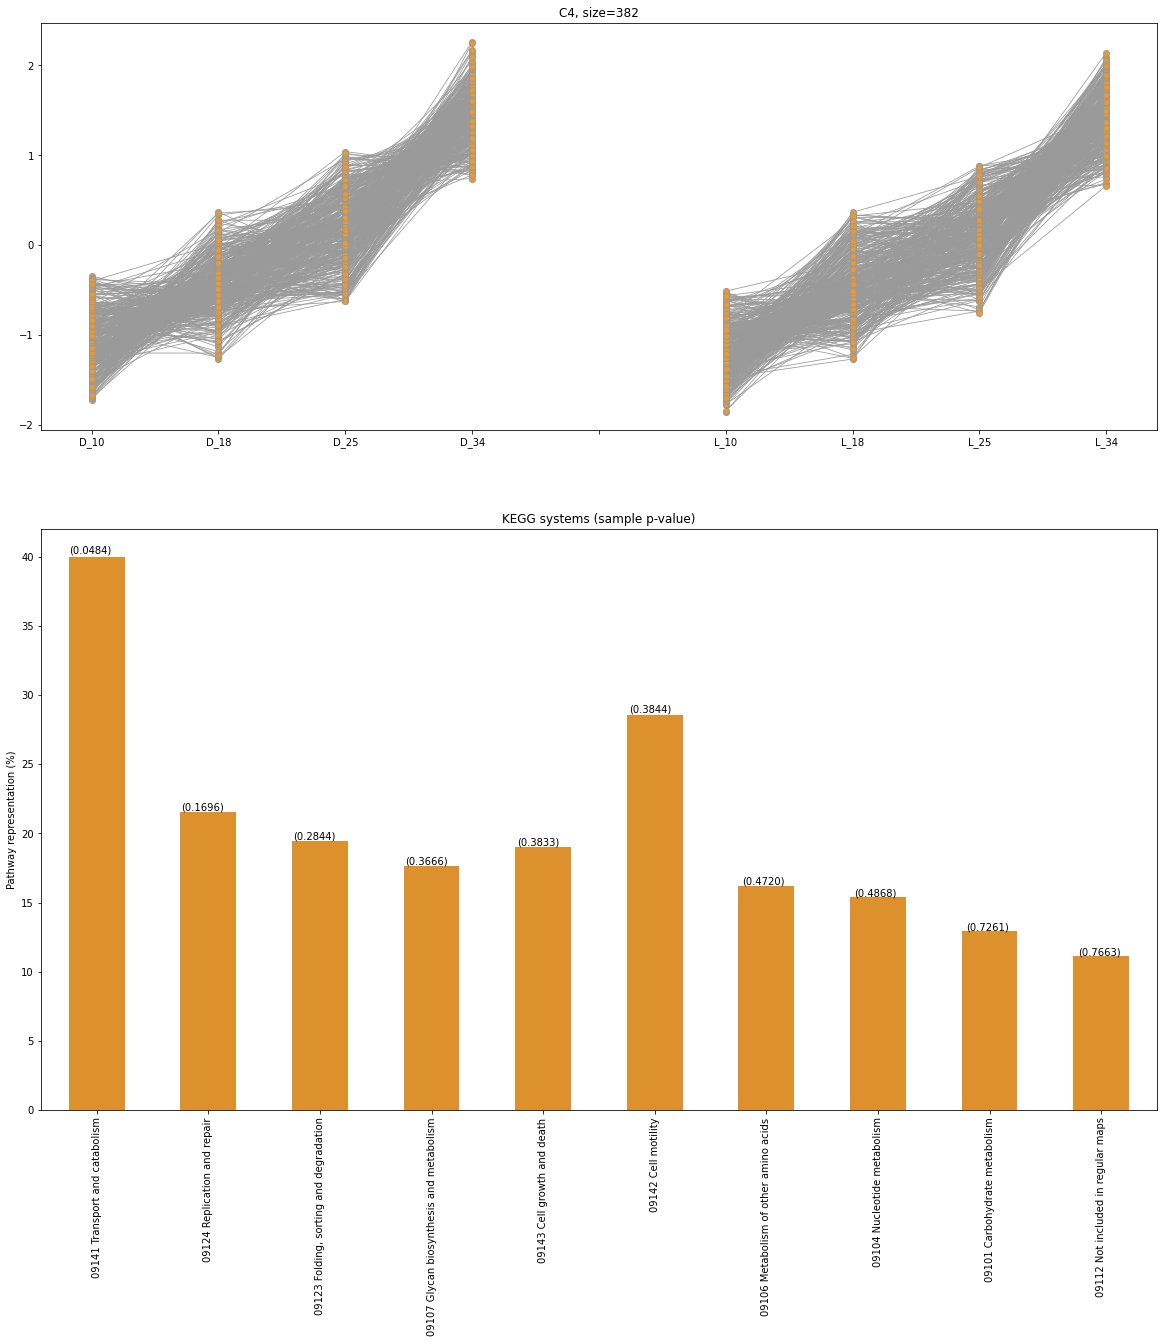 C4, size=382
2
1
0
−1
−2
D_10 D_18 D_25 D_34 L_10 L_18 L_25 L_34
KEGG systems (sample p-value)
Pathway representation (%)
40
35
30
25
20
15
10
5
0
(0.0484)
(0.1696)
(0.2844)
(0.3666)
(0.3833)
(0.3844)
(0.4720)
(0.4868)
(0.7261)
(0.7663)
09141 Transport and catabolism
09124 Replication and repair
09123 Folding, sorting and degradation
09107 Glycan biosynthesis and metabolism
09143 Cell growth and death
09142 Cell motility
09106 Metabolism of other amino acids
09104 Nucleotide metabolism
09101 Carbohydrate metabolism
09112 Not included in regular maps